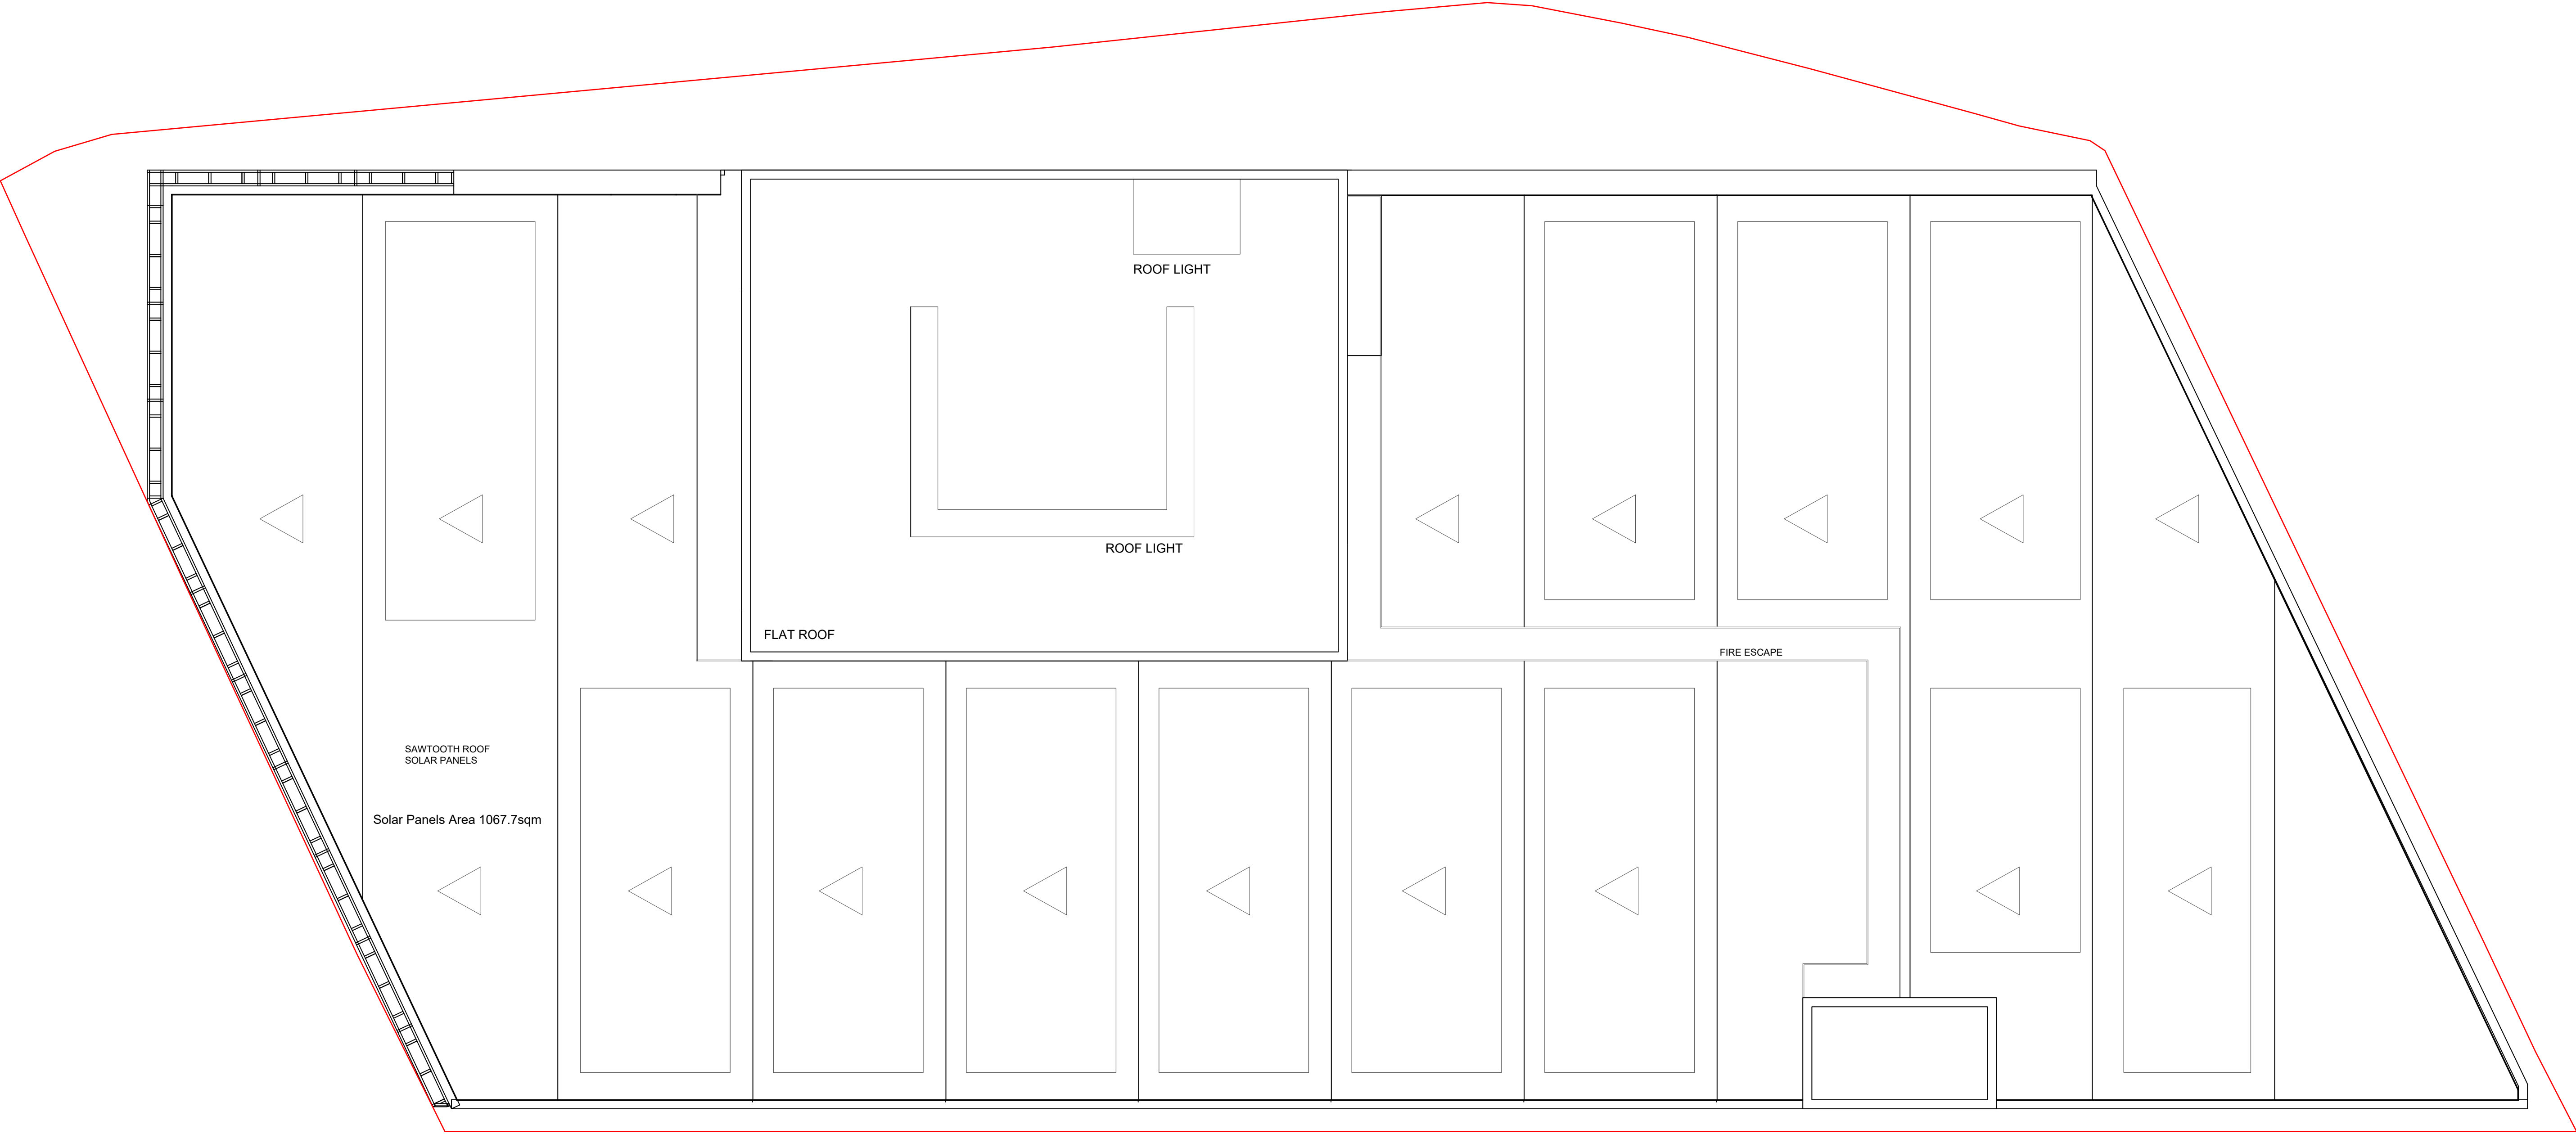 ROOF LIGHT
ROOF LIGHT
FLAT ROOF
FIRE ESCAPE
SAWTOOTH ROOF
SOLAR PANELS
Solar Panels Area 1067.7sqm